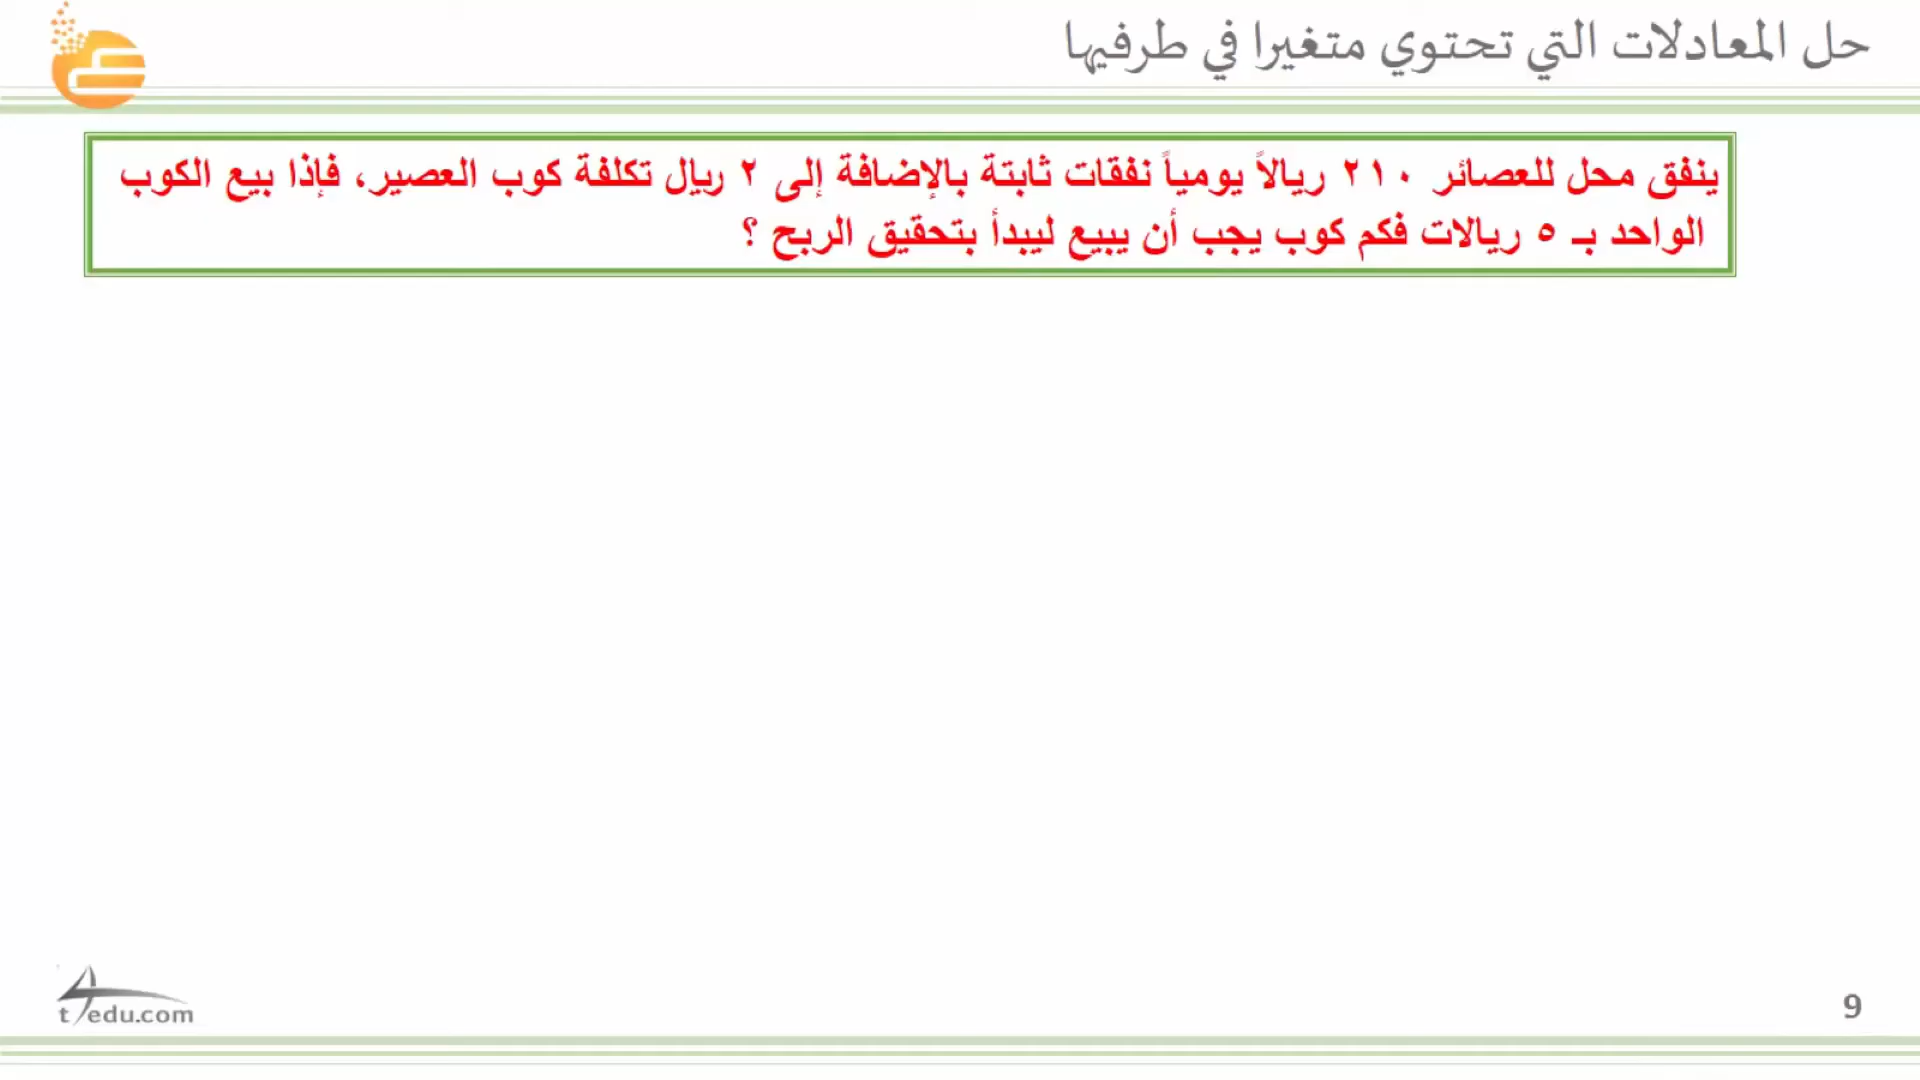 حل المعادلات التي تحتوي متغيرا في طرفيها
ينفق محل للعصائر ٢١٠ ريالاً يومياً نفقات ثابتة بالإضافة إلى ٢ ريال تكلفة كوب العصير، فإذا بيع الكوب
الواحد بـ ٥ ريالات فكم كوب يجب أن يبيع ليبدأ بتحقيق الربح ؟
t4edu.com
9